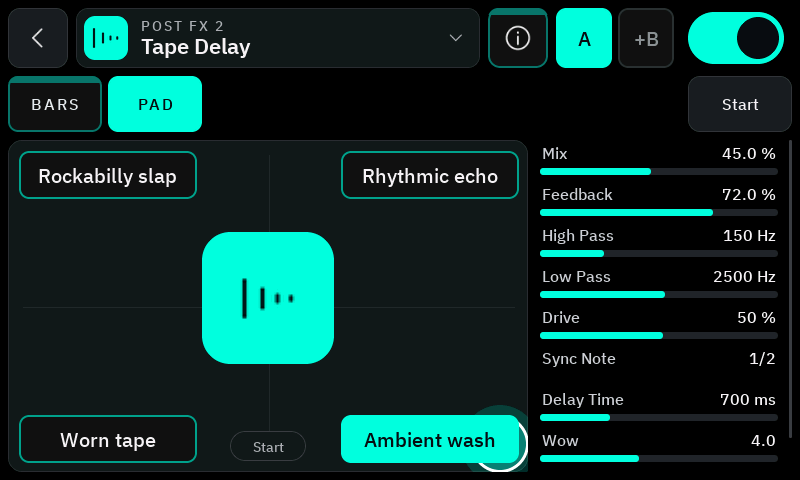 POST FX 2
Tape Delay
A
+B
BARS
PAD
Start
Rockabilly slap
Rhythmic echo
Worn tape
Start
Ambient wash
Mix 45.0 %
Feedback 72.0 %
High Pass 150 Hz
Low Pass 2500 Hz
Drive 50 %
Sync Note 1/2
Delay Time 700 ms
Wow 4.0